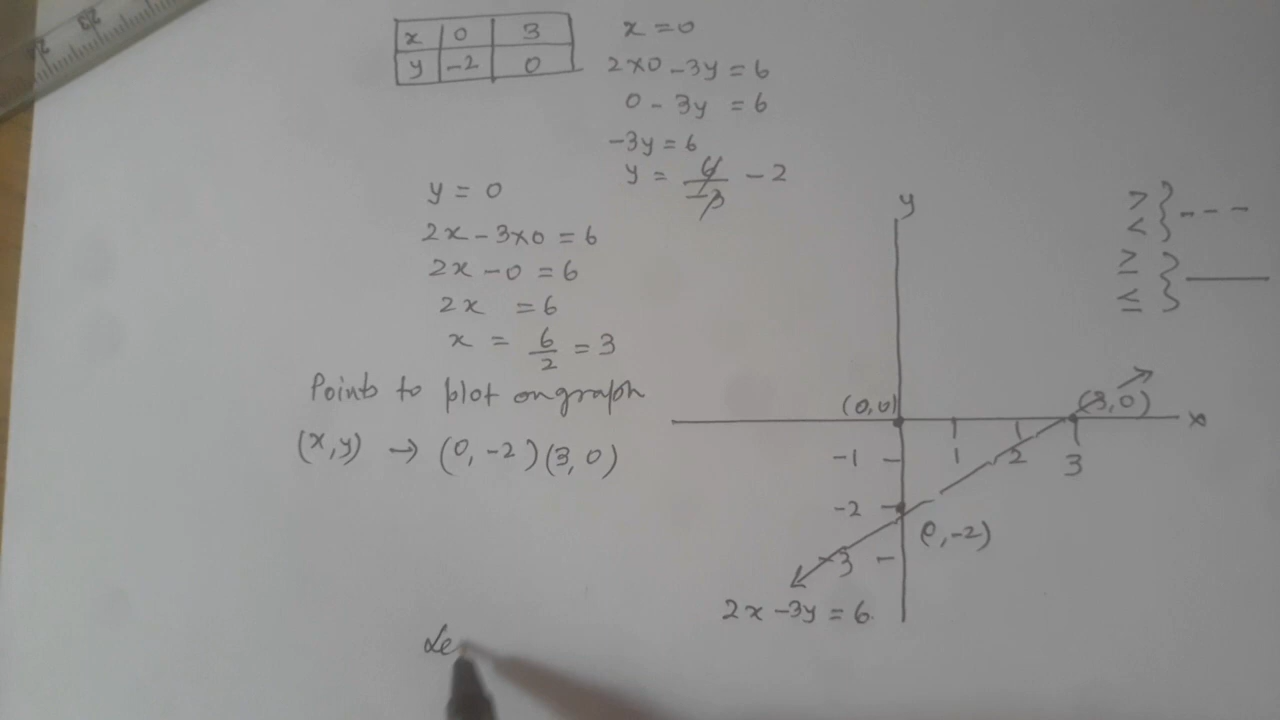 x 0 3
y -2 0
x = 0
2×0 - 3y = 6
0 - 3y = 6
-3y = 6
y = 6/-3 - 2
y = 0
2x - 3×0 = 6
2x - 0 = 6
2x = 6
x = 6/2 = 3
Points to plot on graph
(x, y) → (0, -2) (3, 0)
y
>
<
} ---
≥
≤
} ——
(0,0)
(3,0)
x
-1
1
2
3
-2
(0,-2)
-3
2x - 3y = 6
Le